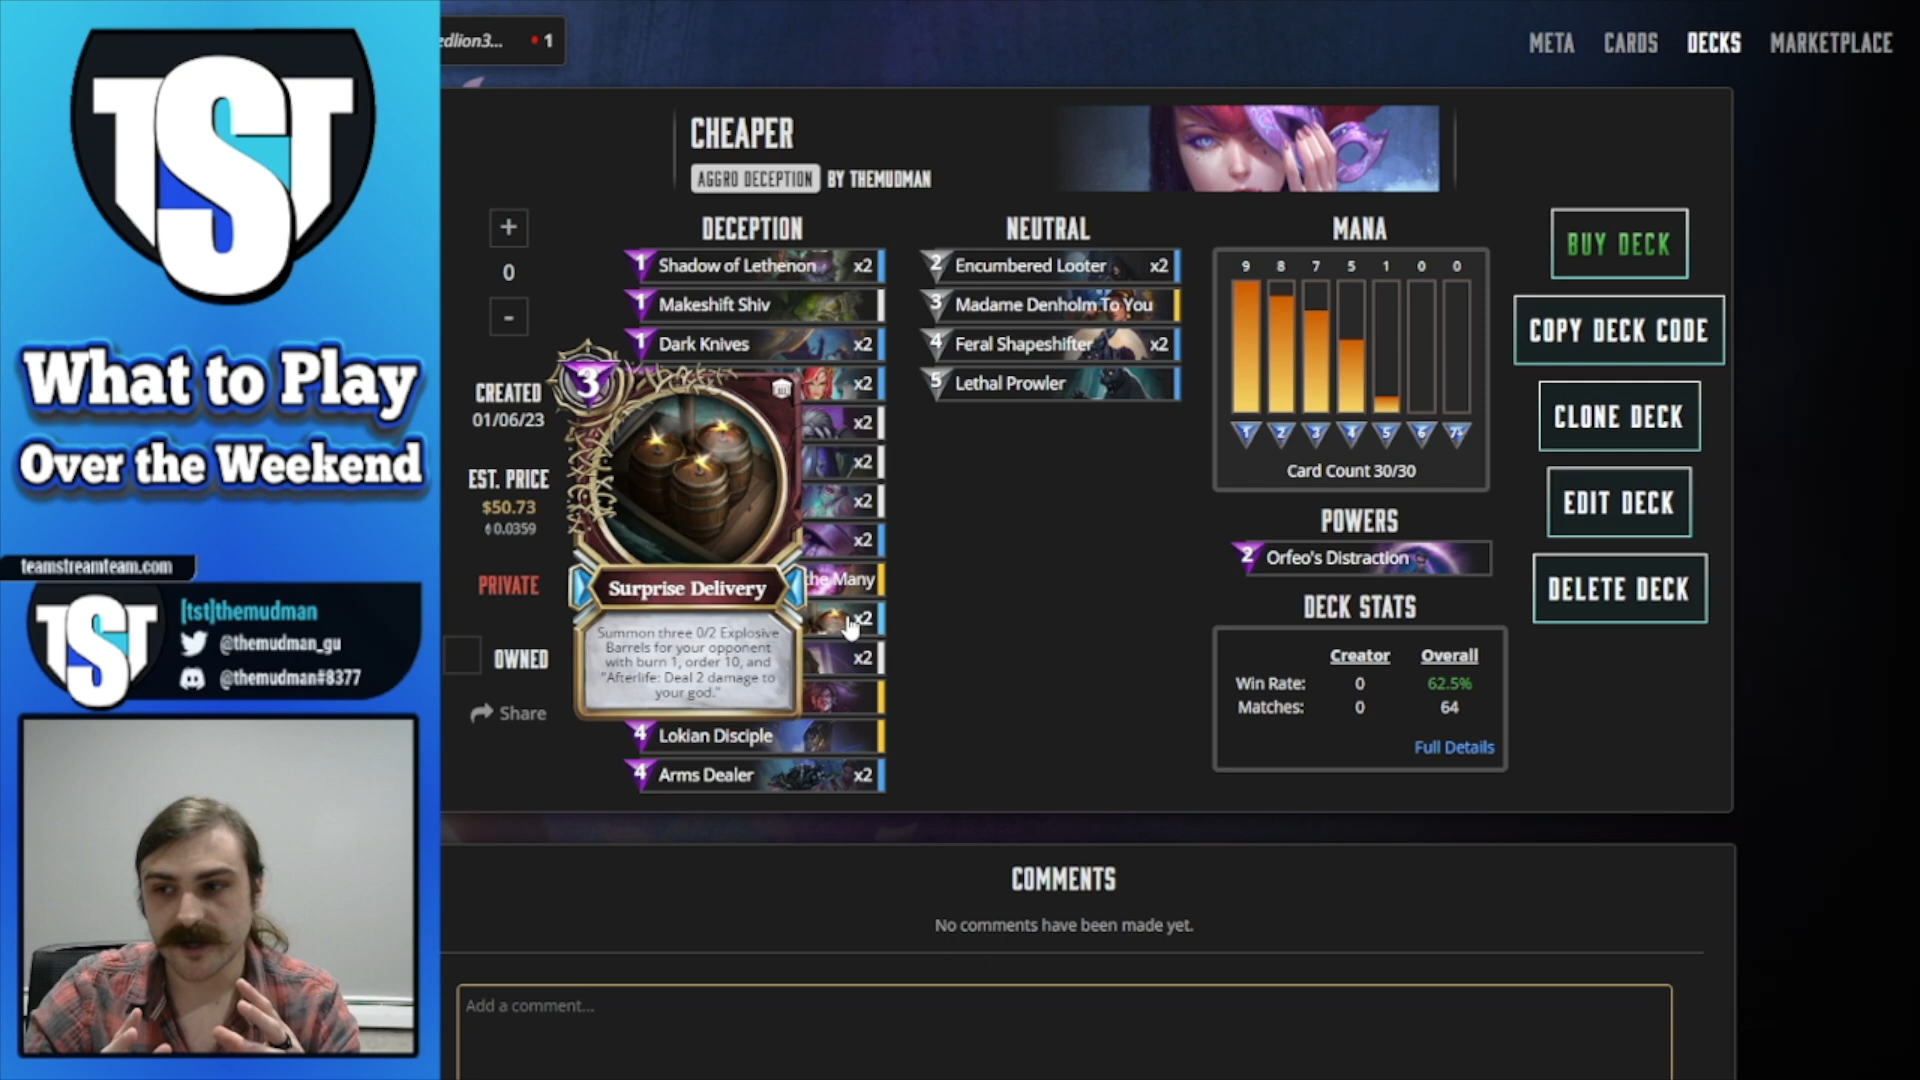 TST
What to Play
Over the Weekend
teamstreamteam.com
TST
[tst]themudman
@themudman_gu
@themudman#8377
edlion3... 1
META CARDS DECKS MARKETPLACE
CHEAPER
AGGRO DECEPTION BY THEMUDMAN
+
0
-
CREATED
01/06/23
EST. PRICE
$50.73
0.0359
PRIVATE
OWNED
Share
DECEPTION
1 Shadow of Lethenon x2
1 Makeshift Shiv
1 Dark Knives x2
x2
x2
x2
x2
x2
the Many
x2
x2
4 Lokian Disciple
4 Arms Dealer x2
3
Surprise Delivery
Summon three 0/2 Explosive
Barrels for your opponent
with burn 1, order 10, and
"Afterlife: Deal 2 damage to
your god."
NEUTRAL
2 Encumbered Looter x2
3 Madame Denholm To You
4 Feral Shapeshifter x2
5 Lethal Prowler
MANA
9 8 7 5 1 0 0
1 2 3 4 5 6 7+
Card Count 30/30
POWERS
2 Orfeo's Distraction
DECK STATS
Creator Overall
Win Rate: 0 62.5%
Matches: 0 64
Full Details
BUY DECK
COPY DECK CODE
CLONE DECK
EDIT DECK
DELETE DECK
COMMENTS
No comments have been made yet.
Add a comment...